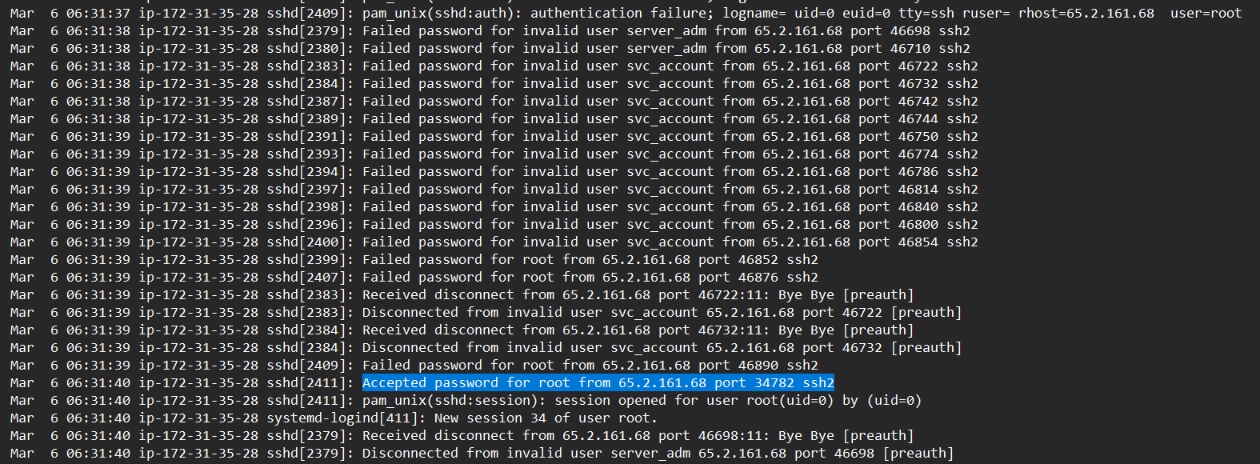 Mar  6 06:31:37 ip-172-31-35-28 sshd[2409]: pam_unix(sshd:auth): authentication failure; logname= uid=0 euid=0 tty=ssh ruser= rhost=65.2.161.68  user=root
Mar  6 06:31:38 ip-172-31-35-28 sshd[2379]: Failed password for invalid user server_adm from 65.2.161.68 port 46698 ssh2
Mar  6 06:31:38 ip-172-31-35-28 sshd[2380]: Failed password for invalid user server_adm from 65.2.161.68 port 46710 ssh2
Mar  6 06:31:38 ip-172-31-35-28 sshd[2383]: Failed password for invalid user svc_account from 65.2.161.68 port 46722 ssh2
Mar  6 06:31:38 ip-172-31-35-28 sshd[2384]: Failed password for invalid user svc_account from 65.2.161.68 port 46732 ssh2
Mar  6 06:31:38 ip-172-31-35-28 sshd[2387]: Failed password for invalid user svc_account from 65.2.161.68 port 46742 ssh2
Mar  6 06:31:38 ip-172-31-35-28 sshd[2389]: Failed password for invalid user svc_account from 65.2.161.68 port 46744 ssh2
Mar  6 06:31:39 ip-172-31-35-28 sshd[2391]: Failed password for invalid user svc_account from 65.2.161.68 port 46750 ssh2
Mar  6 06:31:39 ip-172-31-35-28 sshd[2393]: Failed password for invalid user svc_account from 65.2.161.68 port 46774 ssh2
Mar  6 06:31:39 ip-172-31-35-28 sshd[2394]: Failed password for invalid user svc_account from 65.2.161.68 port 46786 ssh2
Mar  6 06:31:39 ip-172-31-35-28 sshd[2397]: Failed password for invalid user svc_account from 65.2.161.68 port 46814 ssh2
Mar  6 06:31:39 ip-172-31-35-28 sshd[2398]: Failed password for invalid user svc_account from 65.2.161.68 port 46840 ssh2
Mar  6 06:31:39 ip-172-31-35-28 sshd[2396]: Failed password for invalid user svc_account from 65.2.161.68 port 46800 ssh2
Mar  6 06:31:39 ip-172-31-35-28 sshd[2400]: Failed password for invalid user svc_account from 65.2.161.68 port 46854 ssh2
Mar  6 06:31:39 ip-172-31-35-28 sshd[2399]: Failed password for root from 65.2.161.68 port 46852 ssh2
Mar  6 06:31:39 ip-172-31-35-28 sshd[2407]: Failed password for root from 65.2.161.68 port 46876 ssh2
Mar  6 06:31:39 ip-172-31-35-28 sshd[2383]: Received disconnect from 65.2.161.68 port 46722:11: Bye Bye [preauth]
Mar  6 06:31:39 ip-172-31-35-28 sshd[2383]: Disconnected from invalid user svc_account 65.2.161.68 port 46722 [preauth]
Mar  6 06:31:39 ip-172-31-35-28 sshd[2384]: Received disconnect from 65.2.161.68 port 46732:11: Bye Bye [preauth]
Mar  6 06:31:39 ip-172-31-35-28 sshd[2384]: Disconnected from invalid user svc_account 65.2.161.68 port 46732 [preauth]
Mar  6 06:31:39 ip-172-31-35-28 sshd[2409]: Failed password for root from 65.2.161.68 port 46890 ssh2
Mar  6 06:31:40 ip-172-31-35-28 sshd[2411]: Accepted password for root from 65.2.161.68 port 34782 ssh2
Mar  6 06:31:40 ip-172-31-35-28 sshd[2411]: pam_unix(sshd:session): session opened for user root(uid=0) by (uid=0)
Mar  6 06:31:40 ip-172-31-35-28 systemd-logind[411]: New session 34 of user root.
Mar  6 06:31:40 ip-172-31-35-28 sshd[2379]: Received disconnect from 65.2.161.68 port 46698:11: Bye Bye [preauth]
Mar  6 06:31:40 ip-172-31-35-28 sshd[2379]: Disconnected from invalid user server_adm 65.2.161.68 port 46698 [preauth]